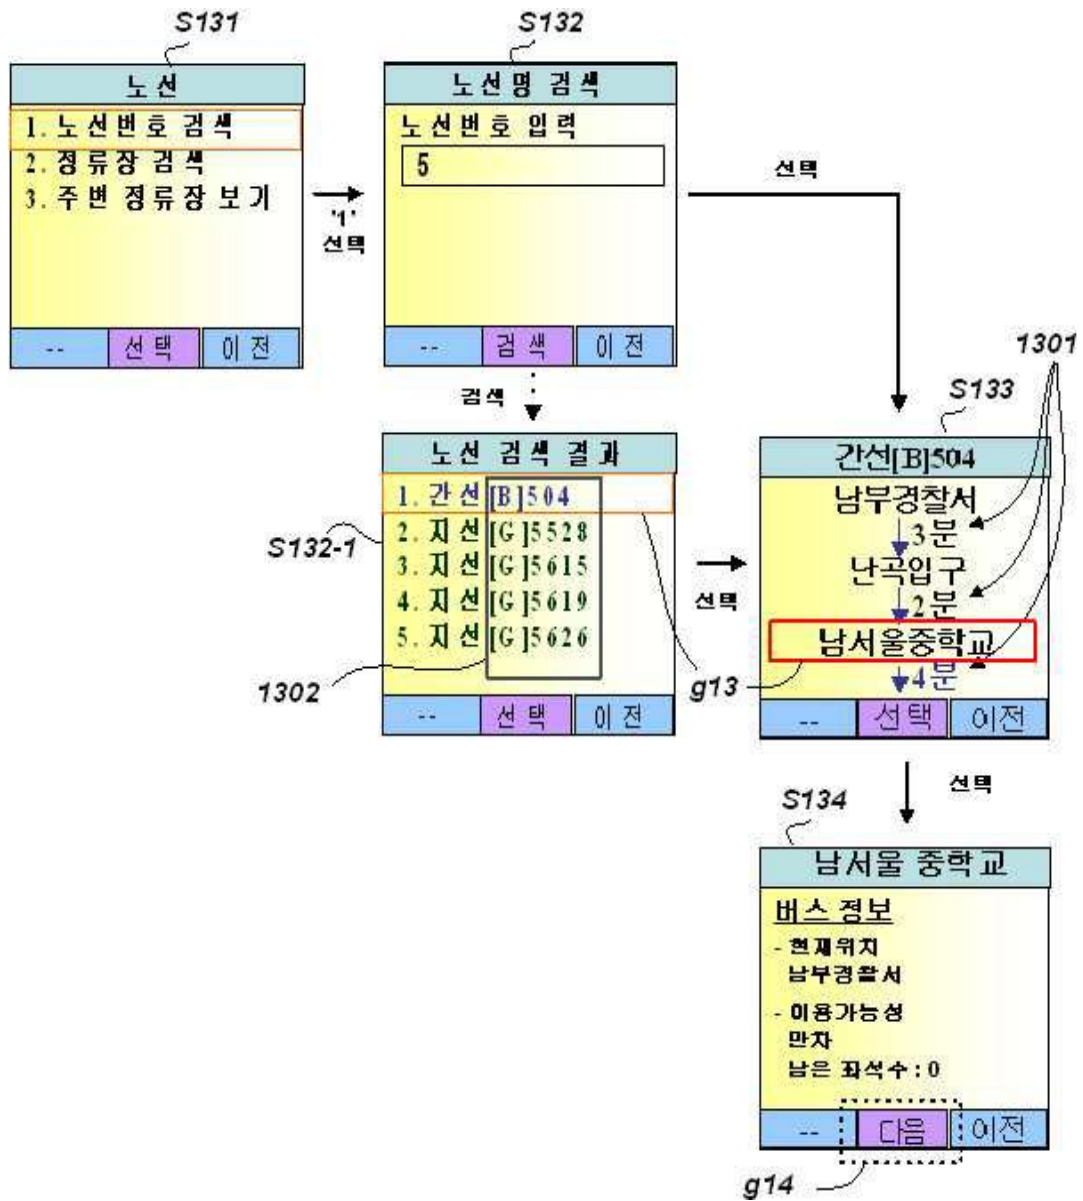 S131
노선
1. 노선번호 검색
2. 정류장 검색
3. 주변 정류장 보기
-- 선택 이전
'1'
선택
S132
노선명 검색
노선번호 입력
5
-- 검색 이전
선택
검색
S132-1
노선 검색 결과
1. 간선[B]504
2. 지선[G]5528
3. 지선[G]5615
4. 지선[G]5619
5. 지선[G]5626
1302
-- 선택 이전
선택
1301
S133
간선[B]504
남부경찰서
3분
난곡입구
2분
남서울중학교
4분
g13
-- 선택 이전
선택
S134
남서울 중학교
버스 정보
- 현재위치
남부경찰서
- 이용가능성
만차
남은 좌석수 : 0
-- 다음 이전
g14